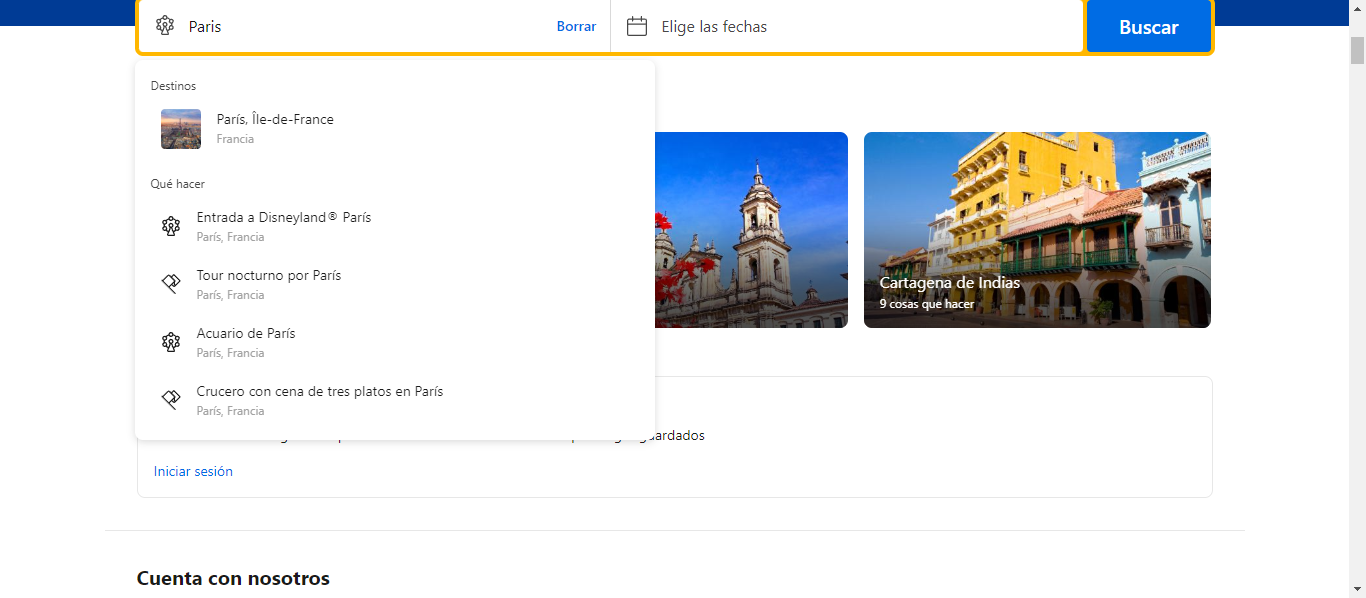 Paris
Borrar
Elige las fechas
Buscar
Destinos
París, Île-de-France
Francia
Qué hacer
Entrada a Disneyland® París
París, Francia
Tour nocturno por París
París, Francia
Acuario de París
París, Francia
Crucero con cena de tres platos en París
París, Francia
Cartagena de Indias
9 cosas que hacer
Iniciar sesión
Cuenta con nosotros